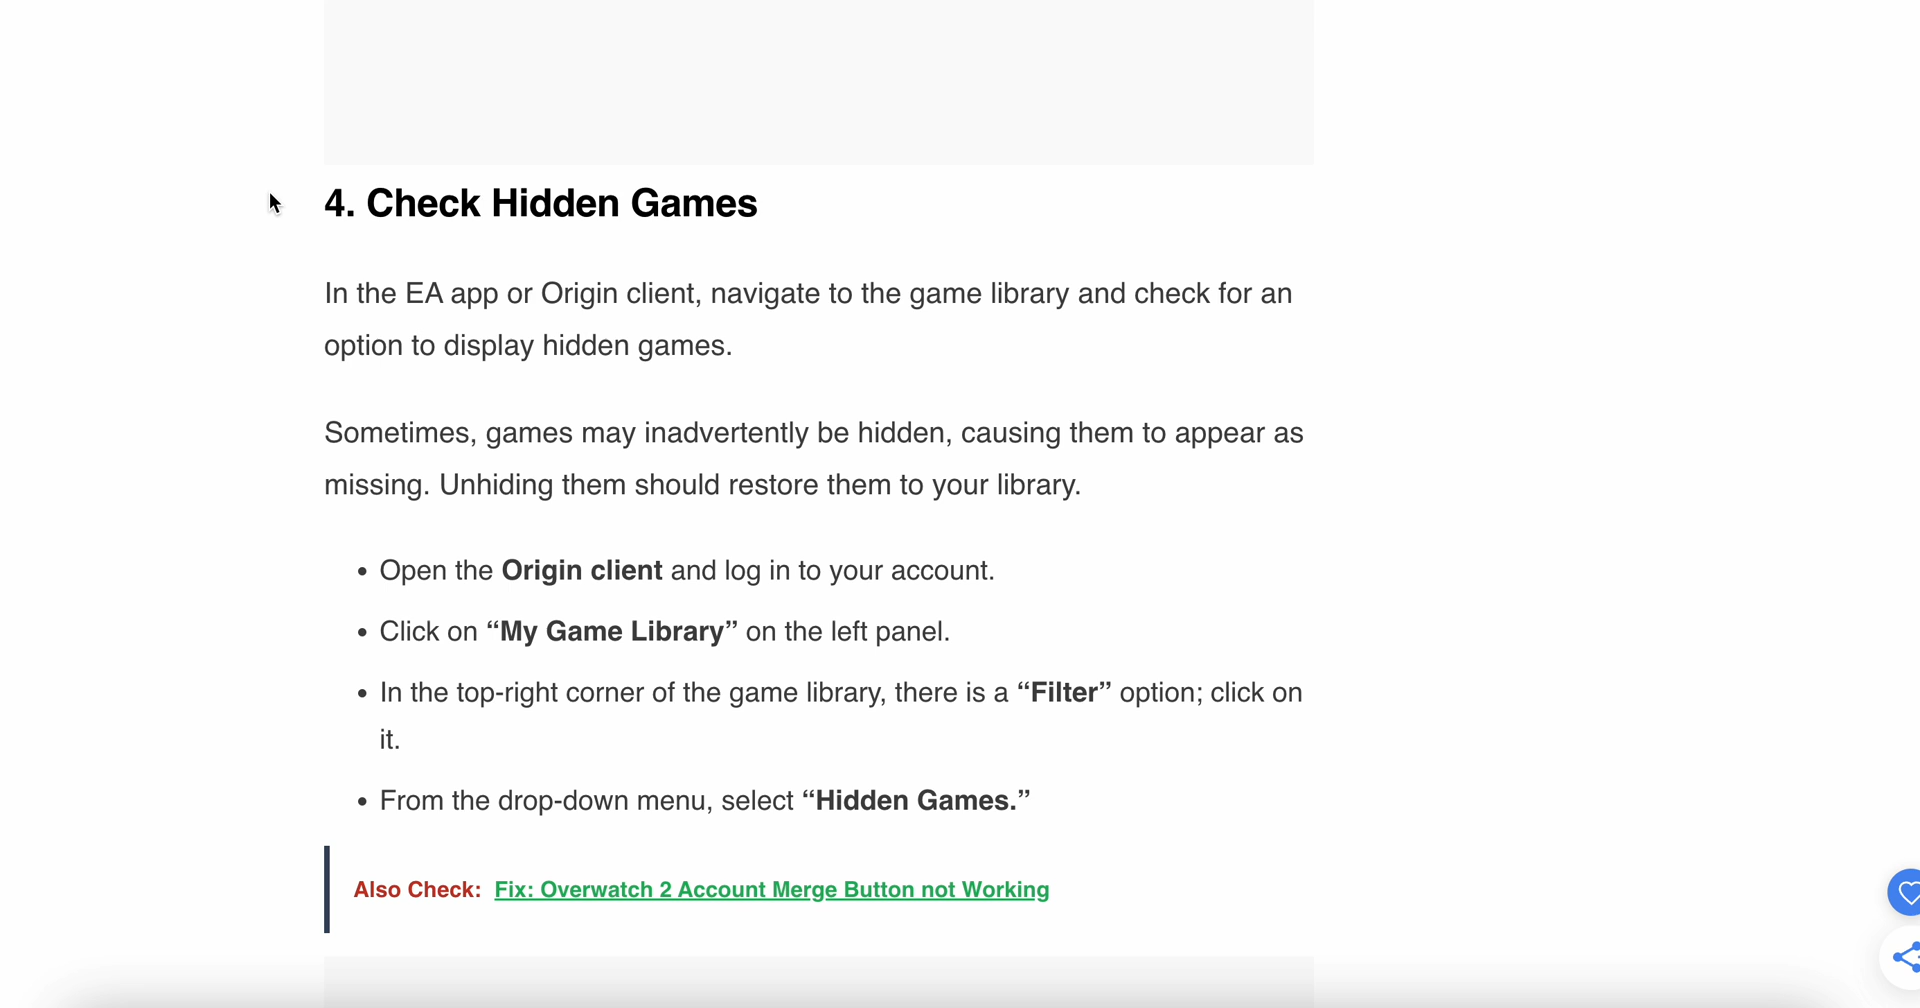 4. Check Hidden Games
In the EA app or Origin client, navigate to the game library and check for an
option to display hidden games.
Sometimes, games may inadvertently be hidden, causing them to appear as
missing. Unhiding them should restore them to your library.
• Open the Origin client and log in to your account.
• Click on “My Game Library” on the left panel.
• In the top-right corner of the game library, there is a “Filter” option; click on
it.
• From the drop-down menu, select “Hidden Games.”
Also Check: Fix: Overwatch 2 Account Merge Button not Working